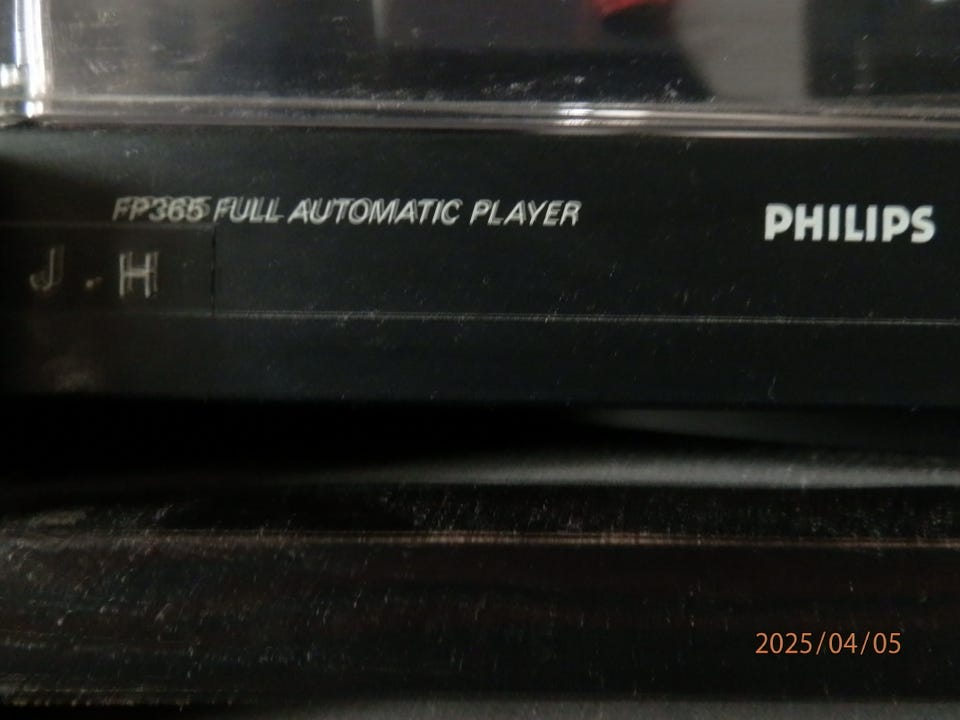 FP365 FULL AUTOMATIC PLAYER
PHILIPS
J.H
2025/04/05